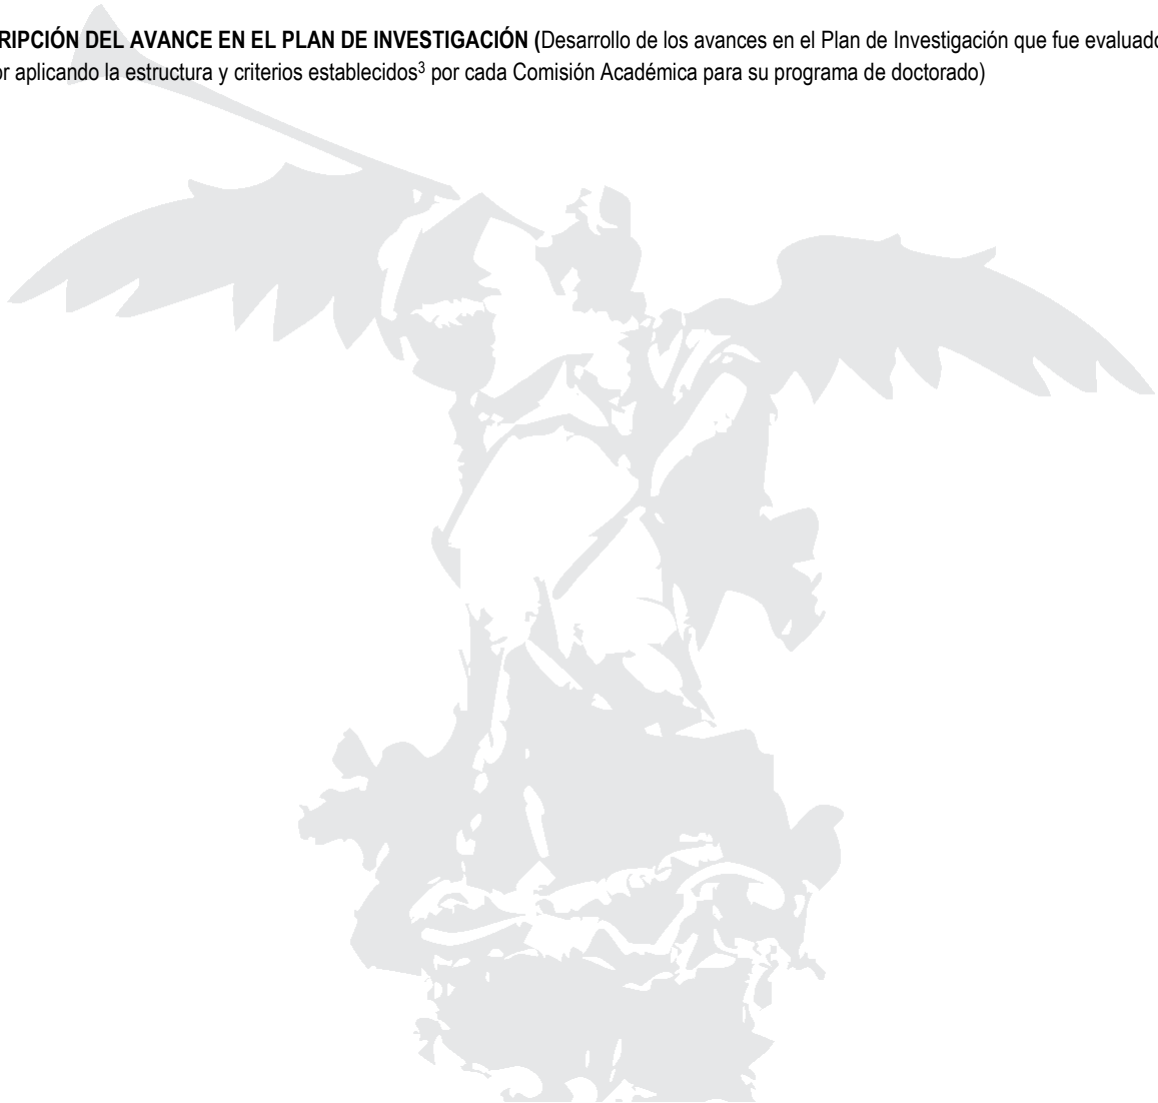 RIPCIÓN DEL AVANCE EN EL PLAN DE INVESTIGACIÓN (Desarrollo de los avances en el Plan de Investigación que fue evaluado
or aplicando la estructura y criterios establecidos³ por cada Comisión Académica para su programa de doctorado)